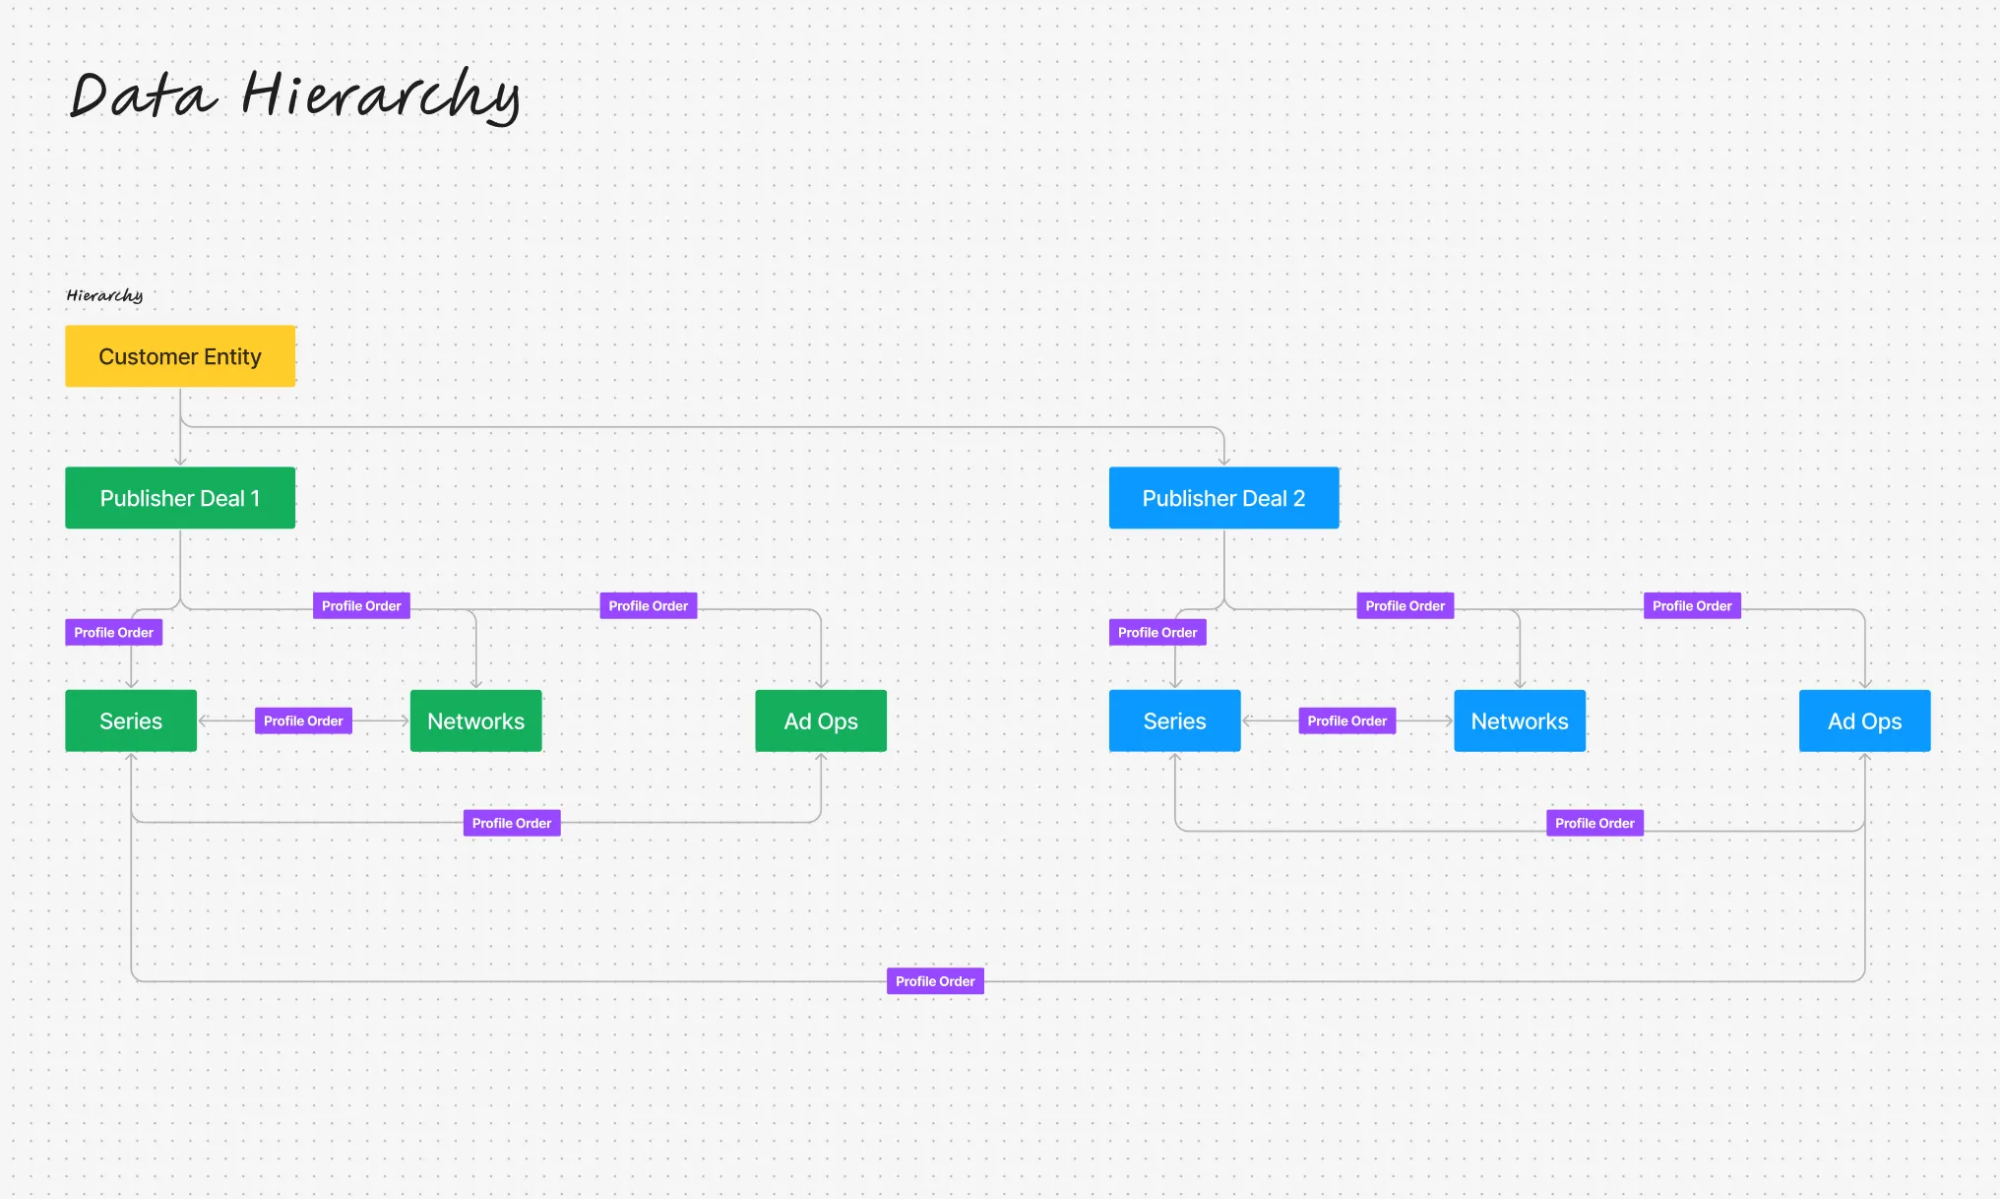 Data Hierarchy
Hierarchy
Customer Entity
Publisher Deal 1
Publisher Deal 2
Profile Order
Profile Order
Profile Order
Profile Order
Profile Order
Profile Order
Series
Profile Order
Networks
Ad Ops
Series
Profile Order
Networks
Ad Ops
Profile Order
Profile Order
Profile Order